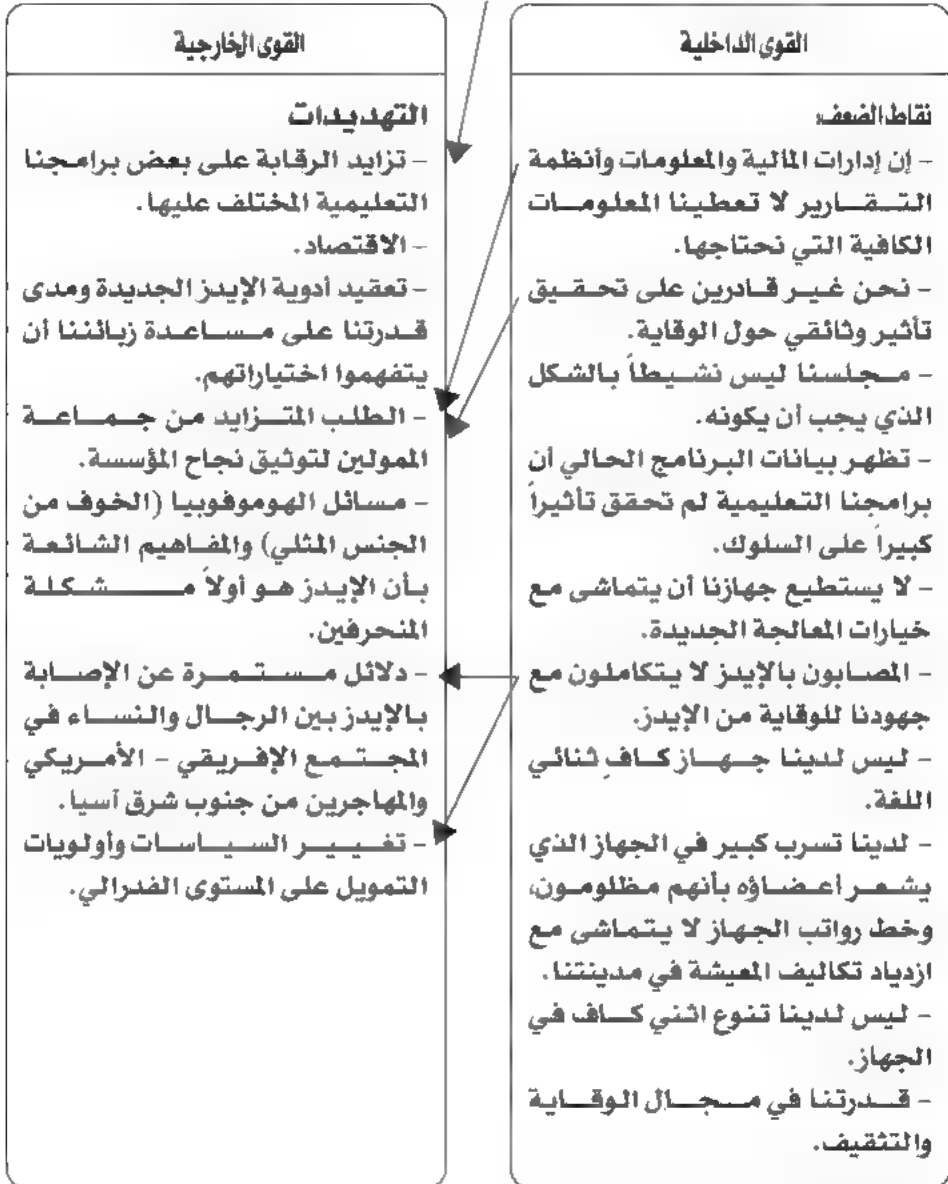 القوى الداخلية
نقاط الضعف:
- إن إدارات المالية والمعلومات وأنظمة
التقارير لا تعطينا المعلومات
الكافية التي نحتاجها.
- نحن غير قادرين على تحقيق
تأثير وثائقي حول الوقاية.
- مجلسنا ليس نشيطاً بالشكل
الذي يجب أن يكونه.
- تظهر بيانات البرنامج الحالي أن
برامجنا التعليمية لم تحقق تأثيراً
كبيراً على السلوك.
- لا يستطيع جهازنا أن يتماشى مع
خيارات المعالجة الجديدة.
- المصابون بالإيدز لا يتكاملون مع
جهودنا للوقاية من الإيدز.
- ليس لدينا جهاز كافٍ ثنائي
اللغة.
- لدينا تسرب كبير في الجهاز الذي
يشعر أعضاؤه بأنهم مظلومون،
وخط رواتب الجهاز لا يتماشى مع
ازدياد تكاليف المعيشة في مدينتنا.
- ليس لدينا تنوع اثني كاف في
الجهاز.
- قدرتنا في مجال الوقاية
والتثقيف.
القوى الخارجية
التهديدات
- تزايد الرقابة على بعض برامجنا
التعليمية المختلف عليها.
- الاقتصاد.
- تعقيد أدوية الإيدز الجديدة ومدى
قدرتنا على مساعدة زبائننا أن
يتفهموا اختياراتهم.
- الطلب المتزايد من جماعة
الممولين لتوثيق نجاح المؤسسة.
- مسائل الهوموفوبيا (الخوف من
الجنس المثلي) والمفاهيم الشائعة
بأن الإيدز هو أولاً مشكلة
المنحرفين.
- دلائل مستمرة عن الإصابة
بالإيدز بين الرجال والنساء في
المجتمع الإفريقي - الأمريكي
والمهاجرين من جنوب شرق آسيا.
- تغيير السياسات وأولويات
التمويل على المستوى الفدرالي.